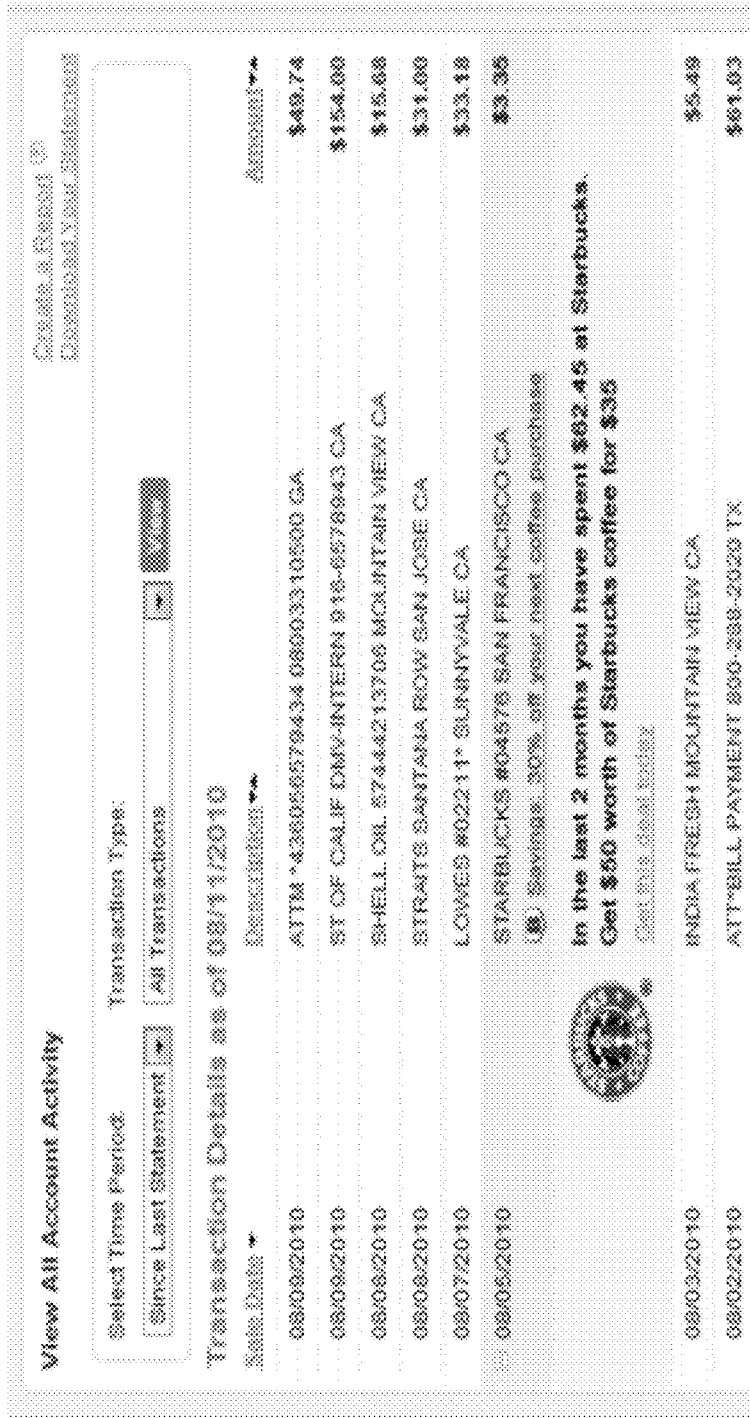 View All Account Activity
Create a Report
Download Your Statement
Select Time Period: Transaction Type:
Since Last Statement All Transactions
Transaction Details as of 08/11/2010
Sale Date Description Amount
08/09/2010 ATTM *436056579434 08003310500 GA $49.74
08/09/2010 ST OF CALIF DMV-INTERN 916-6578943 CA $154.00
08/08/2010 SHELL OIL 57444213706 MOUNTAIN VIEW CA $15.68
08/08/2010 STRAITS SANTANA ROW SAN JOSE CA $31.00
08/07/2010 LOWES #02211* SUNNYVALE CA $33.18
08/05/2010 STARBUCKS #04576 SAN FRANCISCO CA $3.35
Savings: 30% off your next coffee purchase
In the last 2 months you have spent $62.45 at Starbucks.
Get $50 worth of Starbucks coffee for $35
Get this deal today
08/03/2010 INDIA FRESH MOUNTAIN VIEW CA $5.49
08/02/2010 ATT*BILL PAYMENT 800-288-2020 TX $61.03